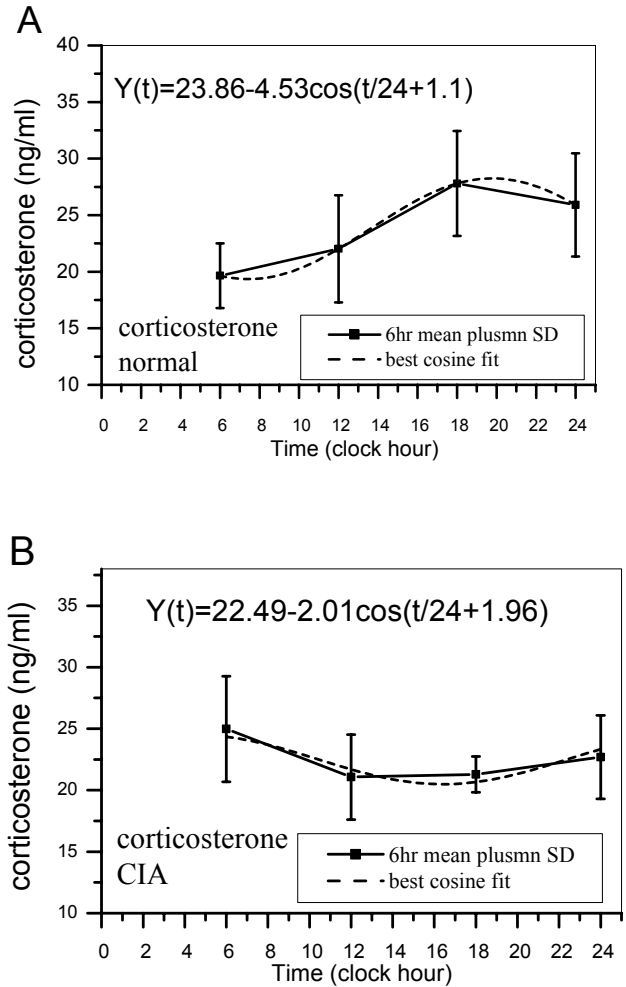 A
Y(t)=23.86-4.53cos(t/24+1.1)
40
35
30
25
20
15
10
corticosterone (ng/ml)
corticosterone
normal
6hr mean plusmn SD
best cosine fit
0 2 4 6 8 10 12 14 16 18 20 22 24
Time (clock hour)
B
Y(t)=22.49-2.01cos(t/24+1.96)
35
30
25
20
15
10
corticosterone (ng/ml)
corticosterone
CIA
6hr mean plusmn SD
best cosine fit
0 2 4 6 8 10 12 14 16 18 20 22 24
Time (clock hour)